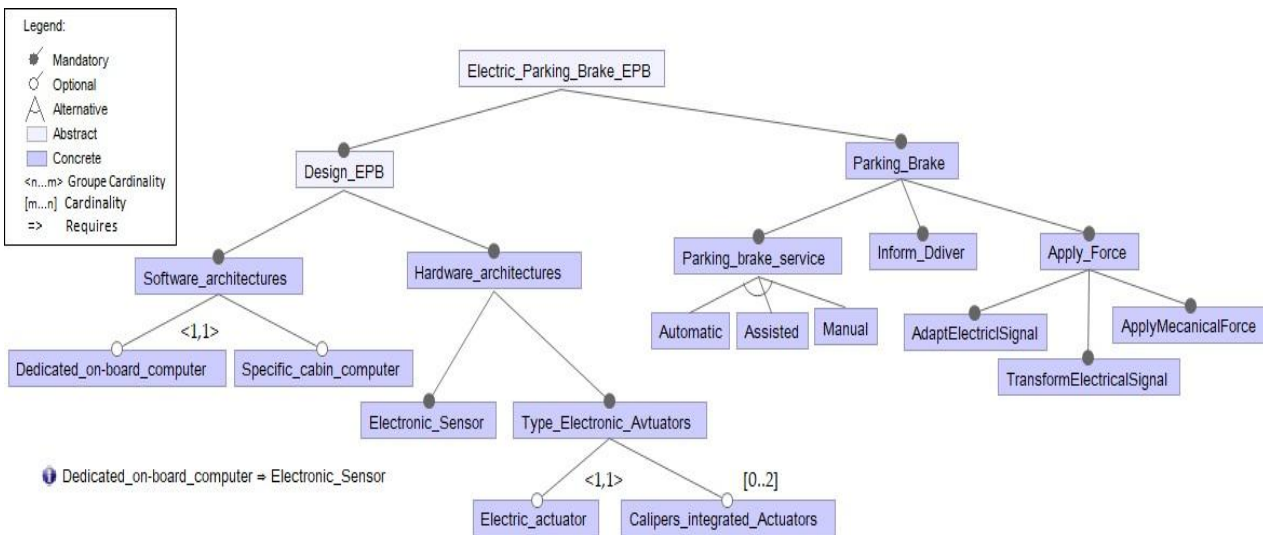 Legend:
Mandatory
Optional
Alternative
Abstract
Concrete
<n...m> Groupe Cardinality
[m...n] Cardinality
=> Requires
Electric_Parking_Brake_EPB
Design_EPB
Parking_Brake
Software_architectures
Hardware_architectures
Parking_brake_service
Inform_Ddiver
Apply_Force
<1,1>
Automatic
Assisted
Manual
AdaptElectriclSignal
ApplyMecanicalForce
Dedicated_on-board_computer
Specific_cabin_computer
TransformElectricalSignal
Electronic_Sensor
Type_Electronic_Avtuators
Dedicated_on-board_computer ⇒ Electronic_Sensor
<1,1>
[0..2]
Electric_actuator
Calipers_integrated_Actuators